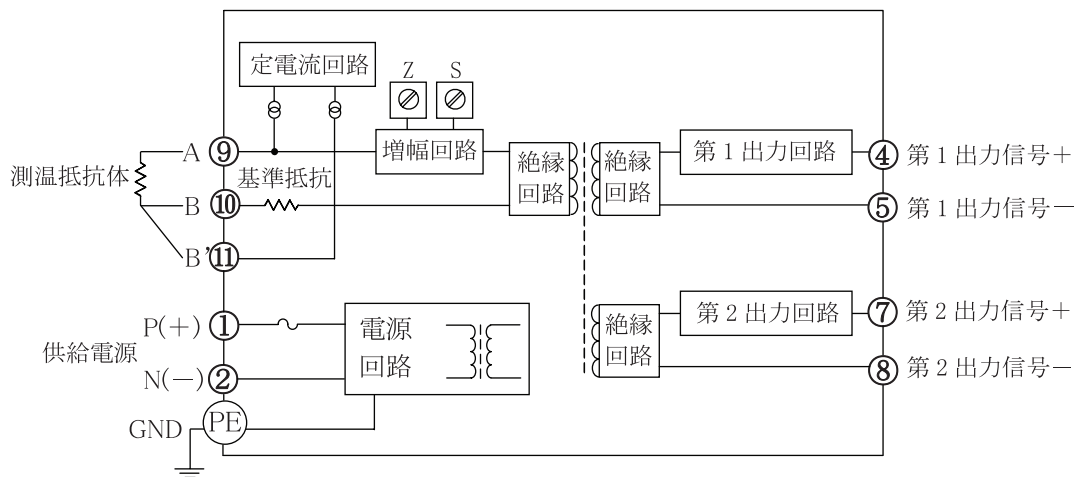 定電流回路
Z
S
A
⑨
増幅回路
絶縁
回路
絶縁
回路
第1出力回路
④
第1出力信号+
測温抵抗体
基準抵抗
B
⑩
⑤
第1出力信号−
B'
⑪
P(+)
①
電源
回路
絶縁
回路
第2出力回路
⑦
第2出力信号+
供給電源
N(−)
②
⑧
第2出力信号−
GND
PE